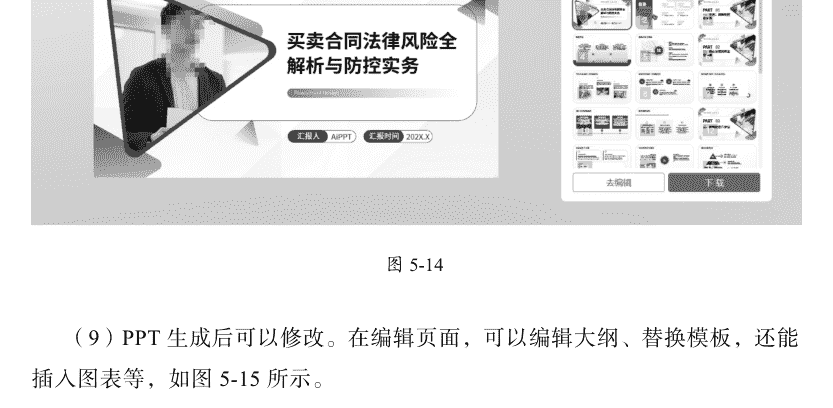 买卖合同法律风险全
解析与防控实务
汇报人 AiPPT 汇报时间 202X.X
去编辑 下载
图 5-14
（9）PPT 生成后可以修改。在编辑页面，可以编辑大纲、替换模板，还能
插入图表等，如图 5-15 所示。